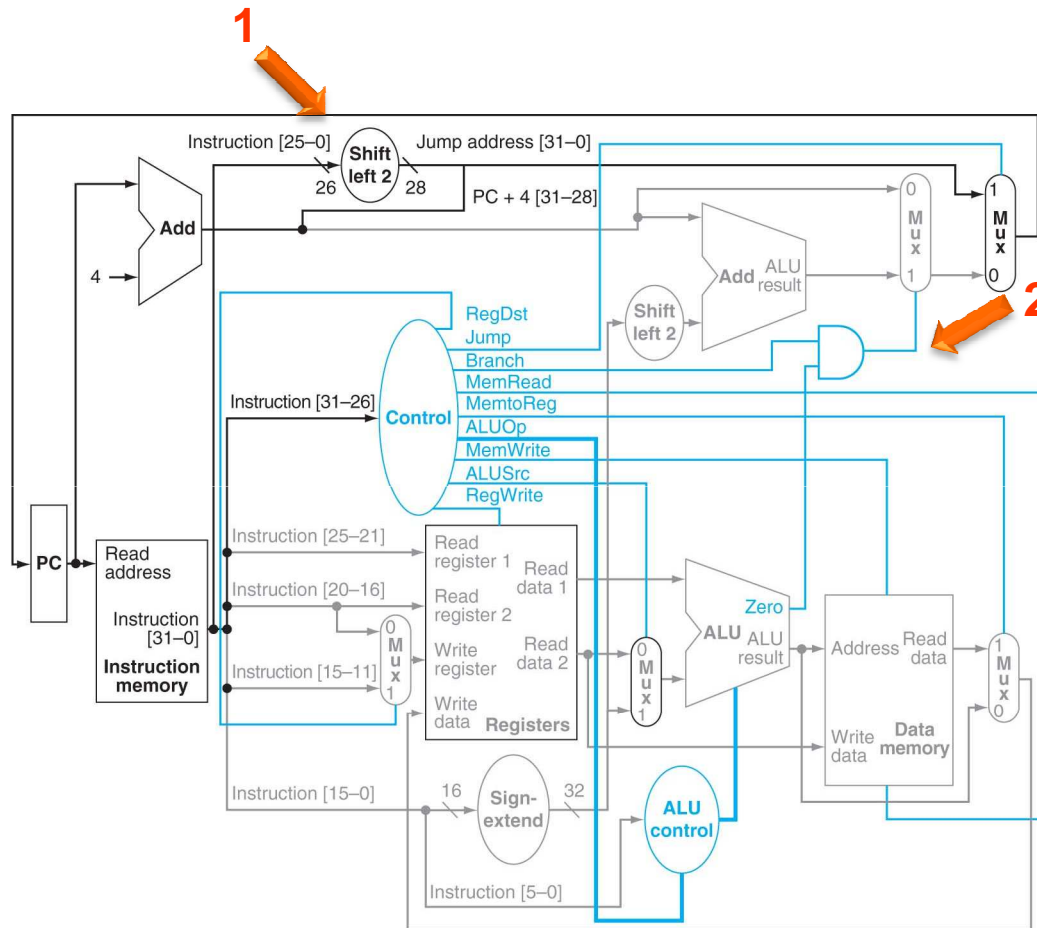 1
Instruction [25–0]
Jump address [31–0]
Shift
left 2
26
28
PC + 4 [31–28]
Add
4
0
M
u
x
1
1
M
u
x
0
Add
ALU
result
Shift
left 2
2
RegDst
Jump
Branch
MemRead
MemtoReg
ALUOp
MemWrite
ALUSrc
RegWrite
Instruction [31–26]
Control
PC
Read
address
Instruction
[31–0]
Instruction
memory
Instruction [25–21]
Instruction [20–16]
Instruction [15–11]
0
M
u
x
1
Read
register 1
Read
register 2
Write
register
Write
data
Read
data 1
Read
data 2
Registers
0
M
u
x
1
Zero
ALU
ALU
result
Address
Read
data
Write
data
Data
memory
1
M
u
x
0
Instruction [15–0]
16
Sign-
extend
32
ALU
control
Instruction [5–0]